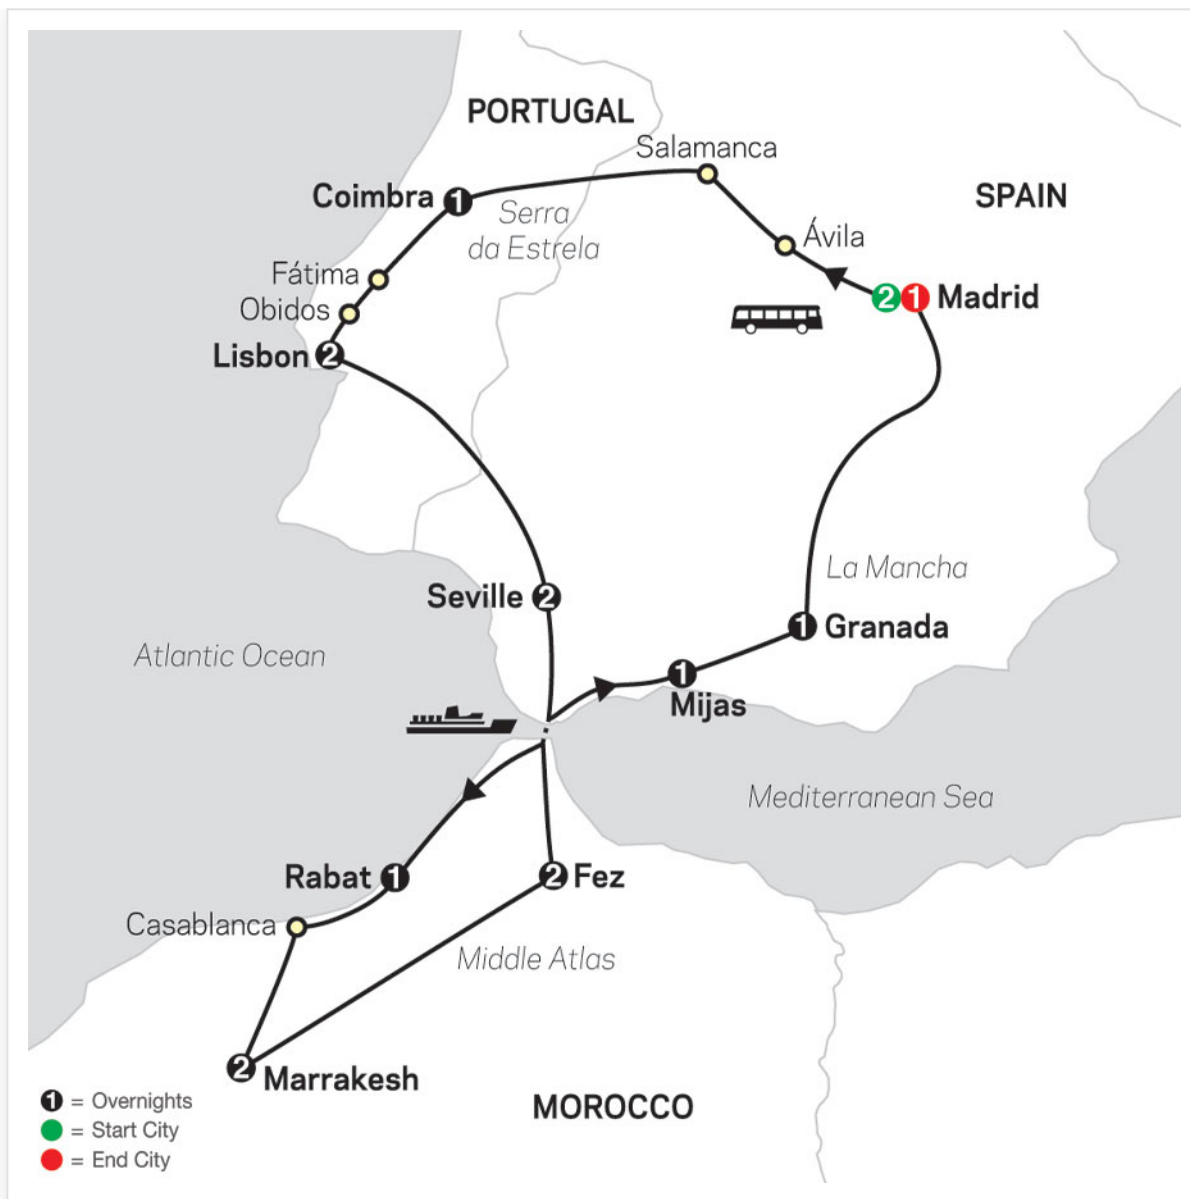 PORTUGAL
Salamanca
SPAIN
Coimbra
1
Serra
da Estrela
Ávila
Fátima
Obidos
2
1
Madrid
Lisbon
2
La Mancha
Seville
2
1
Granada
Atlantic Ocean
1
Mijas
Mediterranean Sea
Rabat
1
2
Fez
Casablanca
Middle Atlas
2
Marrakesh
MOROCCO
1 = Overnights
= Start City
= End City